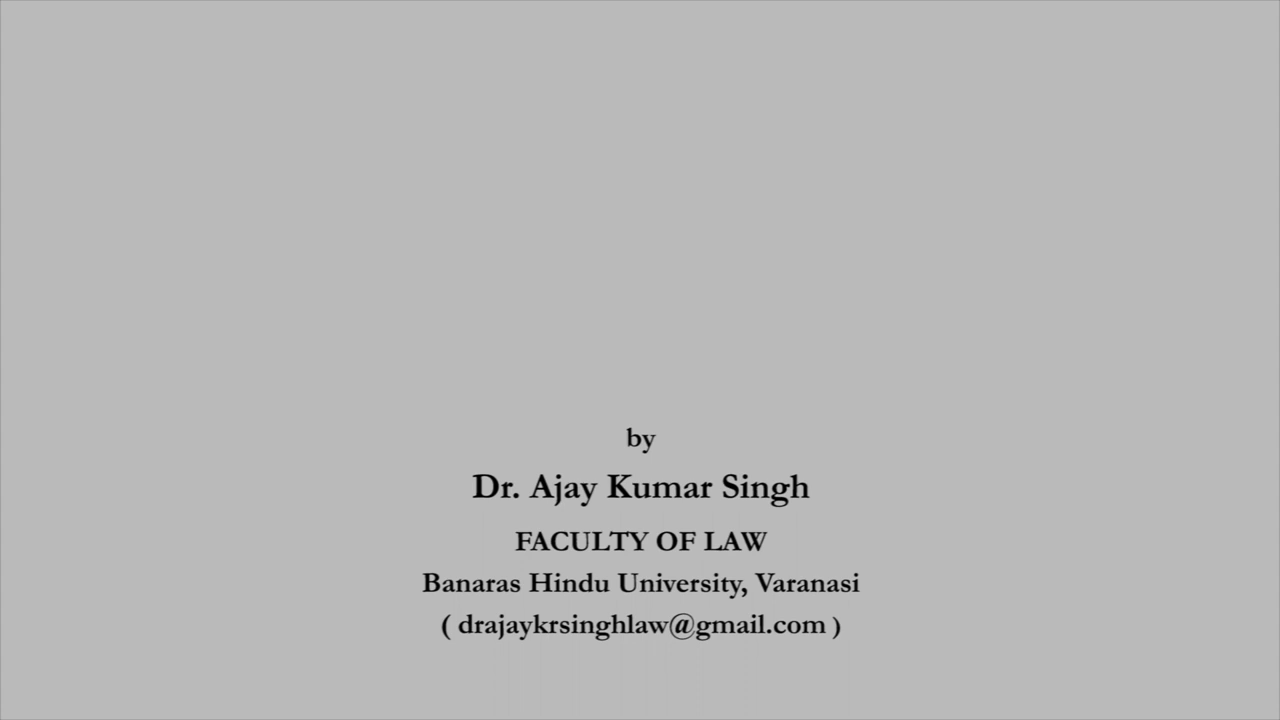 by
Dr. Ajay Kumar Singh
FACULTY OF LAW
Banaras Hindu University, Varanasi
( drajaykrsinghlaw@gmail.com )